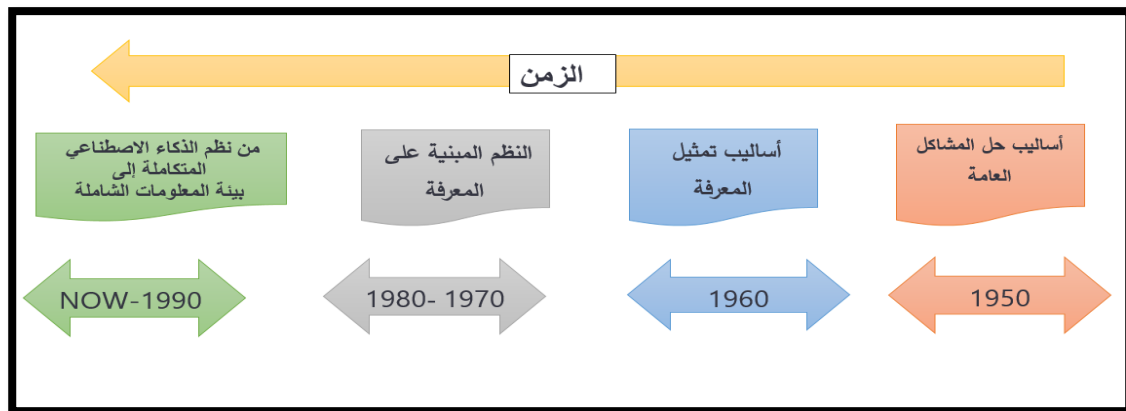 الزمن
أساليب حل المشاكل
العامة
أساليب تمثيل
المعرفة
النظم المبنية على
المعرفة
من نظم الذكاء الاصطناعي
المتكاملة إلى
بيئة المعلومات الشاملة
1950
1960
1980- 1970
NOW-1990